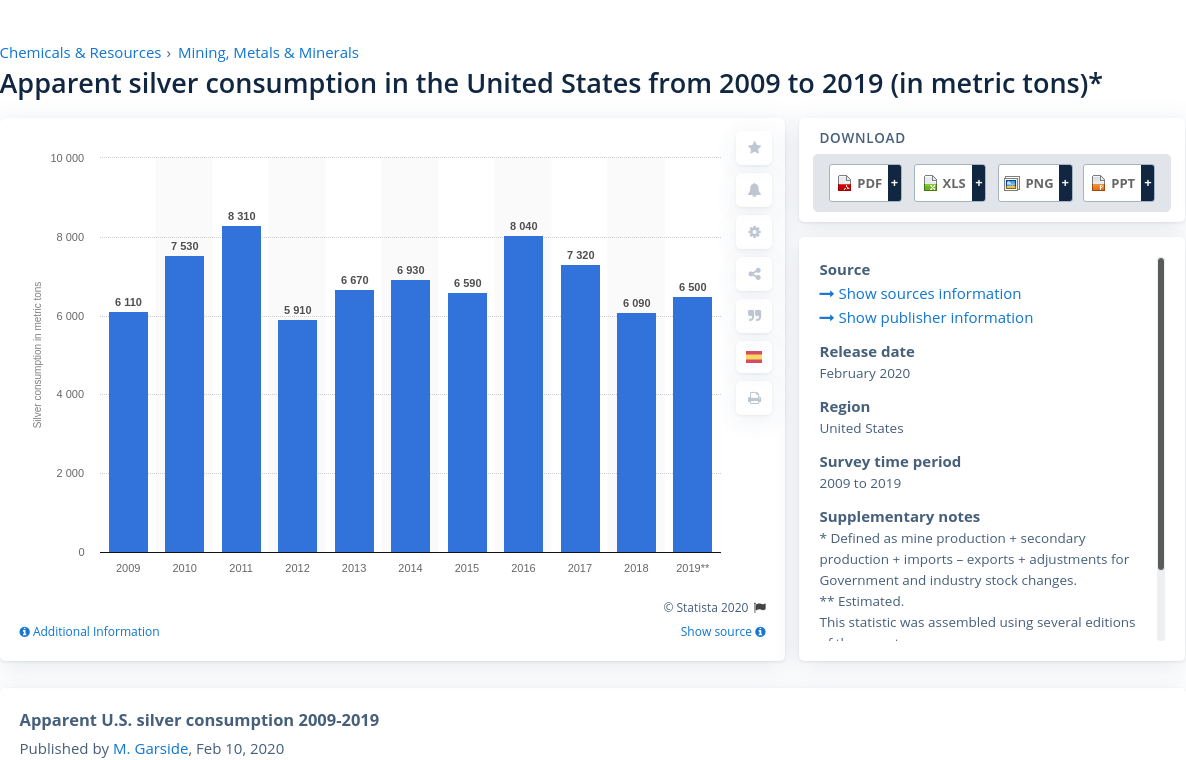 Chemicals & Resources › Mining, Metals & Minerals
Apparent silver consumption in the United States from 2009 to 2019 (in metric tons)*
10 000
8 000
6 000
4 000
2 000
0
Silver consumption in metric tons
6 110
7 530
8 310
5 910
6 670
6 930
6 590
8 040
7 320
6 090
6 500
2009
2010
2011
2012
2013
2014
2015
2016
2017
2018
2019**
© Statista 2020
Additional Information
Show source
DOWNLOAD
PDF +
XLS +
PNG +
PPT +
Source
Show sources information
Show publisher information
Release date
February 2020
Region
United States
Survey time period
2009 to 2019
Supplementary notes
* Defined as mine production + secondary
production + imports – exports + adjustments for
Government and industry stock changes.
** Estimated.
This statistic was assembled using several editions
Apparent U.S. silver consumption 2009-2019
Published by M. Garside, Feb 10, 2020